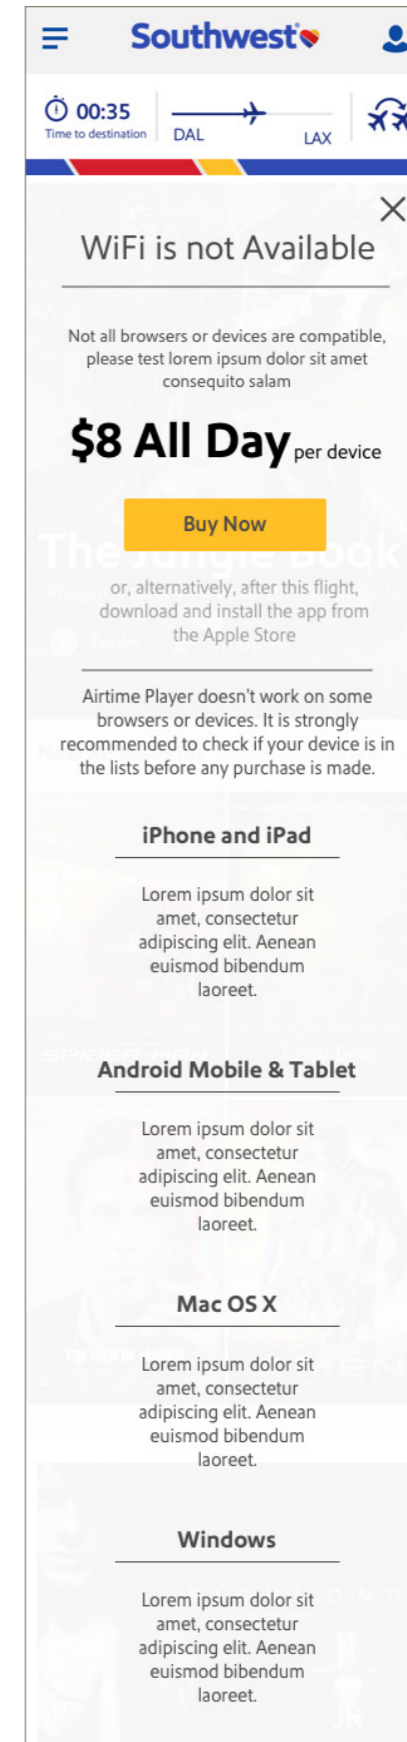 Southwest
00:35
Time to destination
DAL
LAX
WiFi is not Available
Not all browsers or devices are compatible,
please test lorem ipsum dolor sit amet
consequito salam
$8 All Day per device
Buy Now
The Jungle Book
or, alternatively, after this flight,
download and install the app from
Trailer
the Apple Store
Airtime Player doesn't work on some
browsers or devices. It is strongly
recommended to check if your device is in
the lists before any purchase is made.
iPhone and iPad
Lorem ipsum dolor sit
amet, consectetur
adipiscing elit. Aenean
euismod bibendum
laoreet.
SPIDER-MAN
Android Mobile & Tablet
Lorem ipsum dolor sit
amet, consectetur
adipiscing elit. Aenean
euismod bibendum
laoreet.
Mac OS X
Lorem ipsum dolor sit
amet, consectetur
adipiscing elit. Aenean
euismod bibendum
laoreet.
Windows
Lorem ipsum dolor sit
amet, consectetur
adipiscing elit. Aenean
euismod bibendum
laoreet.